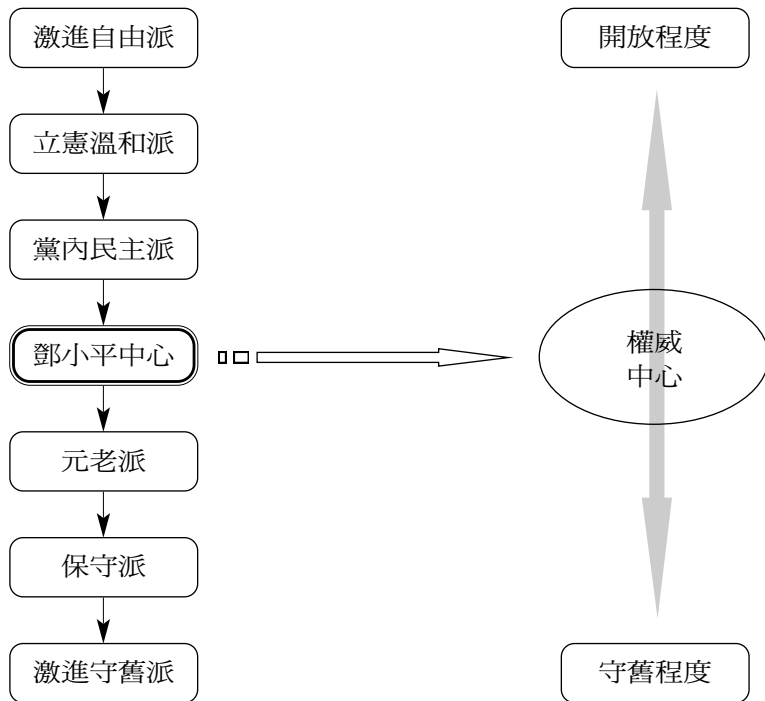 激進自由派
立憲溫和派
黨內民主派
鄧小平中心
元老派
保守派
激進守舊派
開放程度
權威
中心
守舊程度